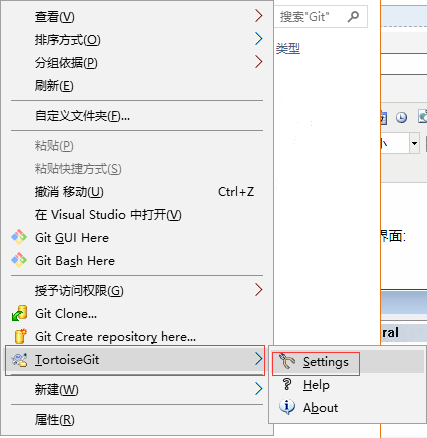 查看(V)
搜索"Git"
排序方式(O)
类型
分组依据(P)
刷新(E)
自定义文件夹(F)...
粘贴(P)
小
粘贴快捷方式(S)
撤消 移动(U) Ctrl+Z
在 Visual Studio 中打开(V)
Git GUI Here
界面:
Git Bash Here
授予访问权限(G)
Git Clone...
Git Create repository here...
ral
TortoiseGit
Settings
新建(W)
Help
About
属性(R)